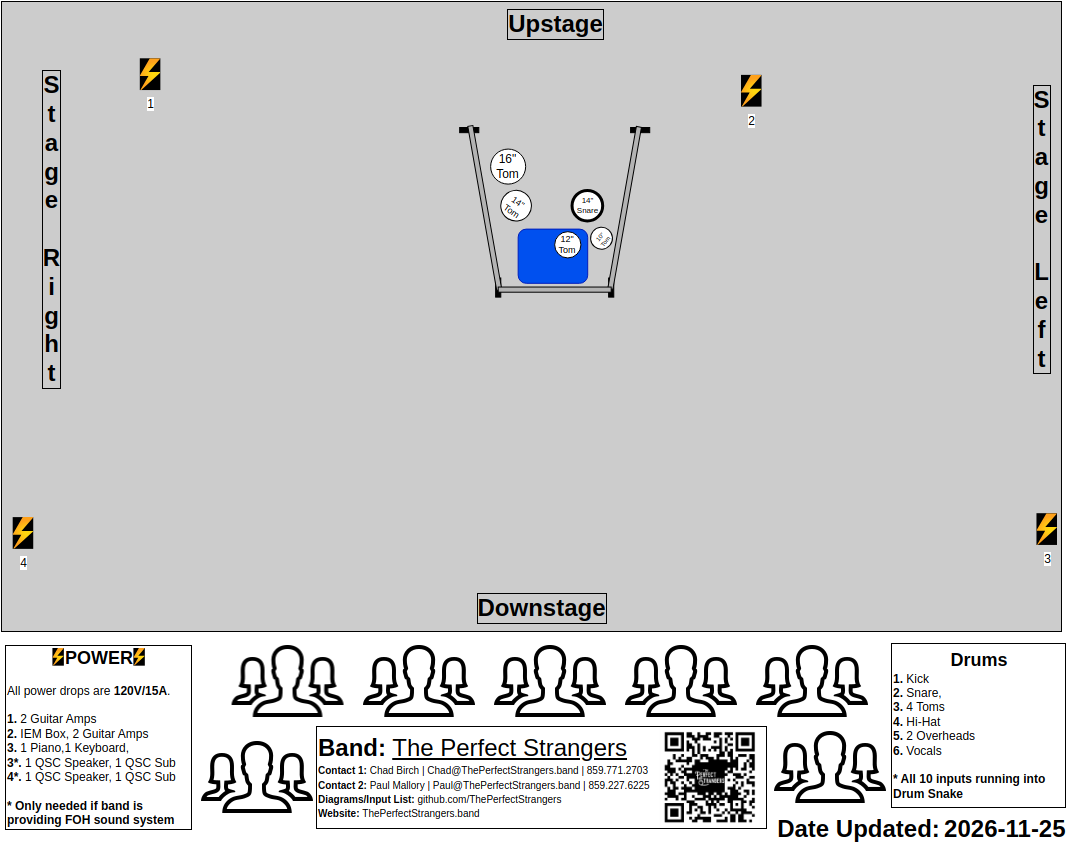 Upstage
Stage Right
Stage Left
1
2
16"
Tom
14"
Tom
14"
Snare
12"
Tom
10"
Tom
4
3
Downstage
POWER
All power drops are 120V/15A.
1. 2 Guitar Amps
2. IEM Box, 2 Guitar Amps
3. 1 Piano,1 Keyboard,
3*. 1 QSC Speaker, 1 QSC Sub
4*. 1 QSC Speaker, 1 QSC Sub
* Only needed if band is
providing FOH sound system
Band: The Perfect Strangers
Contact 1: Chad Birch | Chad@ThePerfectStrangers.band | 859.771.2703
Contact 2: Paul Mallory | Paul@ThePerfectStrangers.band | 859.227.6225
Diagrams/Input List: github.com/ThePerfectStrangers
Website: ThePerfectStrangers.band
PERFECT
STRANGERS
Drums
1. Kick
2. Snare,
3. 4 Toms
4. Hi-Hat
5. 2 Overheads
6. Vocals
* All 10 inputs running into
Drum Snake
Date Updated: 2026-11-25